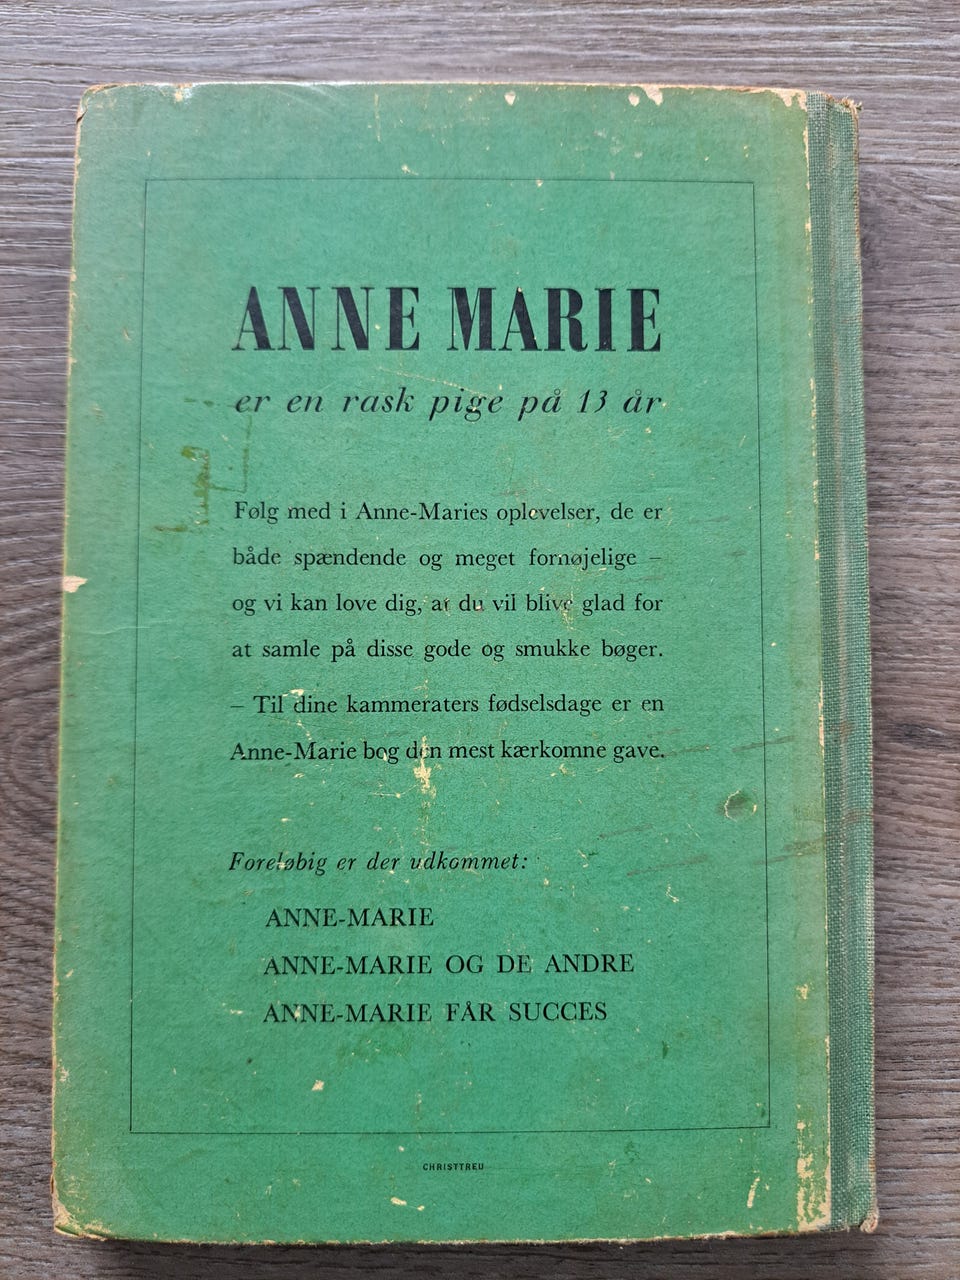 ANNE MARIE
er en rask pige på 13 år
Følg med i Anne-Maries oplevelser, de er
både spændende og meget fornøjelige –
og vi kan love dig, at du vil blive glad for
at samle på disse gode og smukke bøger.
– Til dine kammeraters fødselsdage er en
Anne-Marie bog den mest kærkomne gave.
Foreløbig er der udkommet:
ANNE-MARIE
ANNE-MARIE OG DE ANDRE
ANNE-MARIE FÅR SUCCES
CHRISTTREU